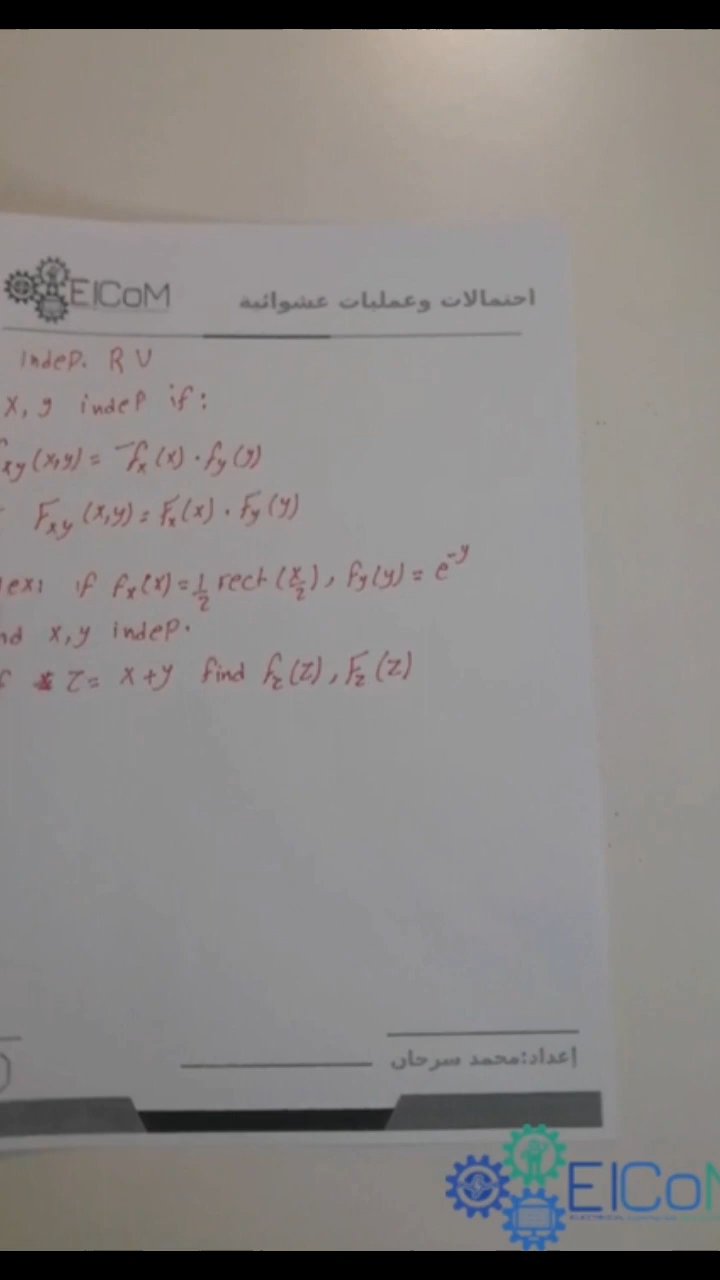 EICoM
احتمالات وعمليات عشوائية
indep. RV
x, y indep if:
fxy(x,y) = fx(x) · fy(y)
Fxy(x,y) = Fx(x) · Fy(y)
ex: if fx(x) = 1/2 rect(x/2), fy(y) = e^-y
nd x, y indep.
f * Z = x+y find fz(z), Fz(z)
إعداد:محمد سرحان
EICoM